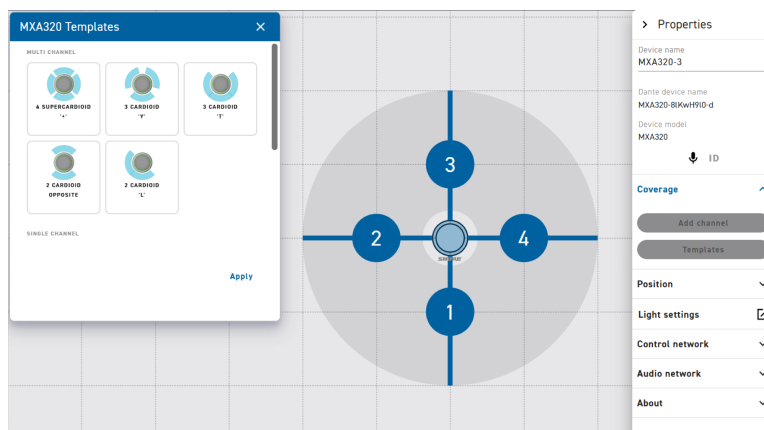 MXA320 Templates
MULTI CHANNEL
4 SUPERCARDIOID
'+'
3 CARDIOID
'Y'
3 CARDIOID
'T'
2 CARDIOID
OPPOSITE
2 CARDIOID
'L'
SINGLE CHANNEL
Apply
3
2
4
SHURE
1
Properties
Device name
MXA320-3
Dante device name
MXA320-8lKwH9l0-d
Device model
MXA320
ID
Coverage
Add channel
Templates
Position
Light settings
Control network
Audio network
About